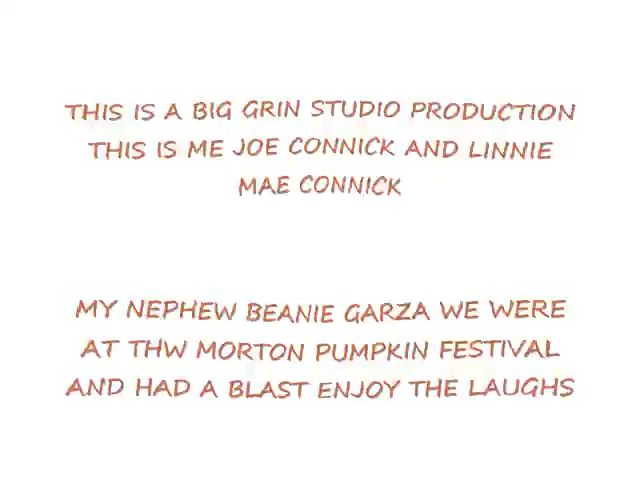 THIS IS A BIG GRIN STUDIO PRODUCTION
THIS IS ME JOE CONNICK AND LINNIE
MAE CONNICK
MY NEPHEW BEANIE GARZA WE WERE
AT THW MORTON PUMPKIN FESTIVAL
AND HAD A BLAST ENJOY THE LAUGHS